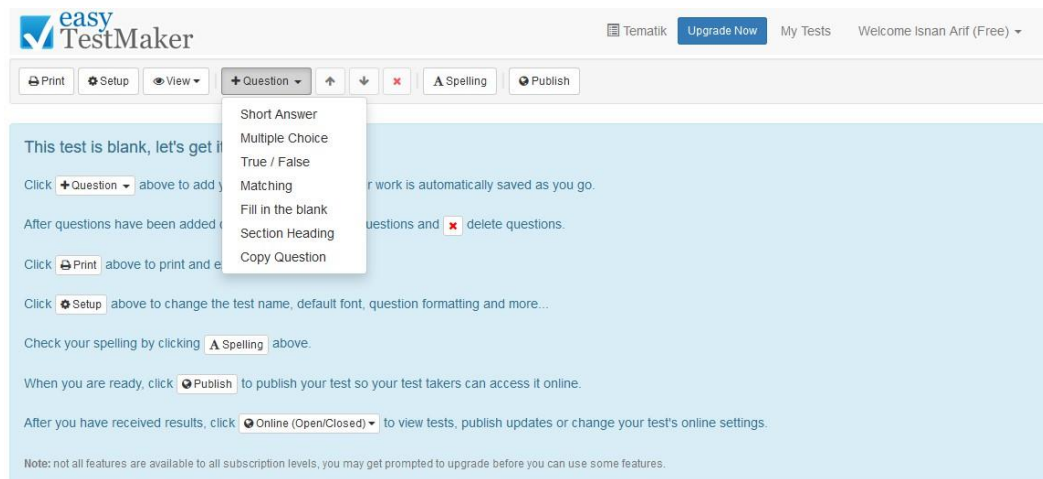 easy
TestMaker
Tematik Upgrade Now My Tests Welcome Isnan Arif (Free)
Print Setup View + Question A Spelling Publish
Short Answer
Multiple Choice
True / False
Matching
Fill in the blank
Section Heading
Copy Question
This test is blank, let's get
Click + Question above to add work is automatically saved as you go.
After questions have been added questions and delete questions.
Click Print above to print and
Click Setup above to change the test name, default font, question formatting and more...
Check your spelling by clicking A Spelling above.
When you are ready, click Publish to publish your test so your test takers can access it online.
After you have received results, click Online (Open/Closed) to view tests, publish updates or change your test's online settings.
Note: not all features are available to all subscription levels, you may get prompted to upgrade before you can use some features.